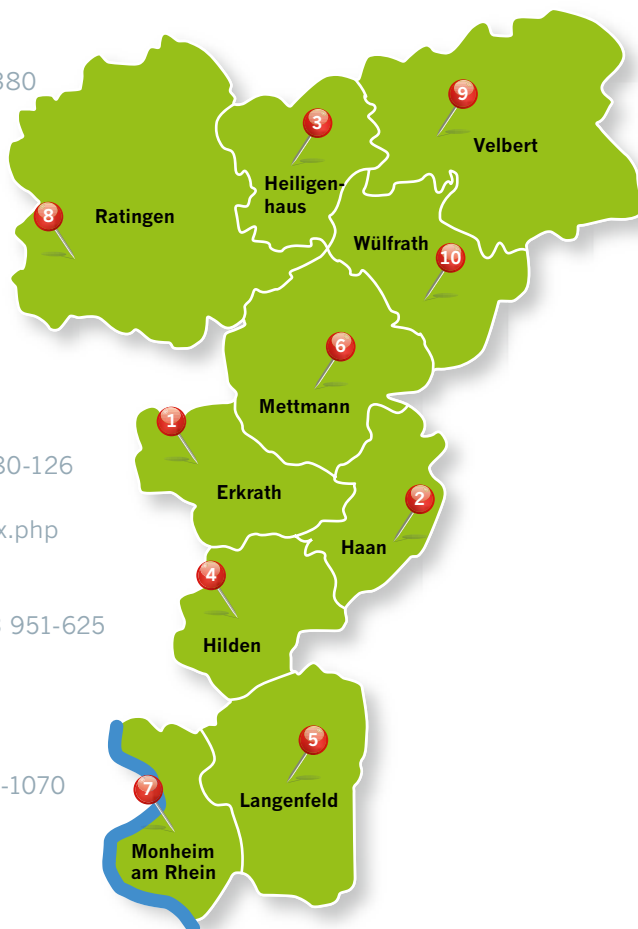 380
9
3
Velbert
Heiligen-
haus
8
Ratingen
Wülfrath
10
6
Mettmann
1
80-126
Erkrath
2
x.php
Haan
4
951-625
Hilden
5
-1070
7
Langenfeld
Monheim
am Rhein